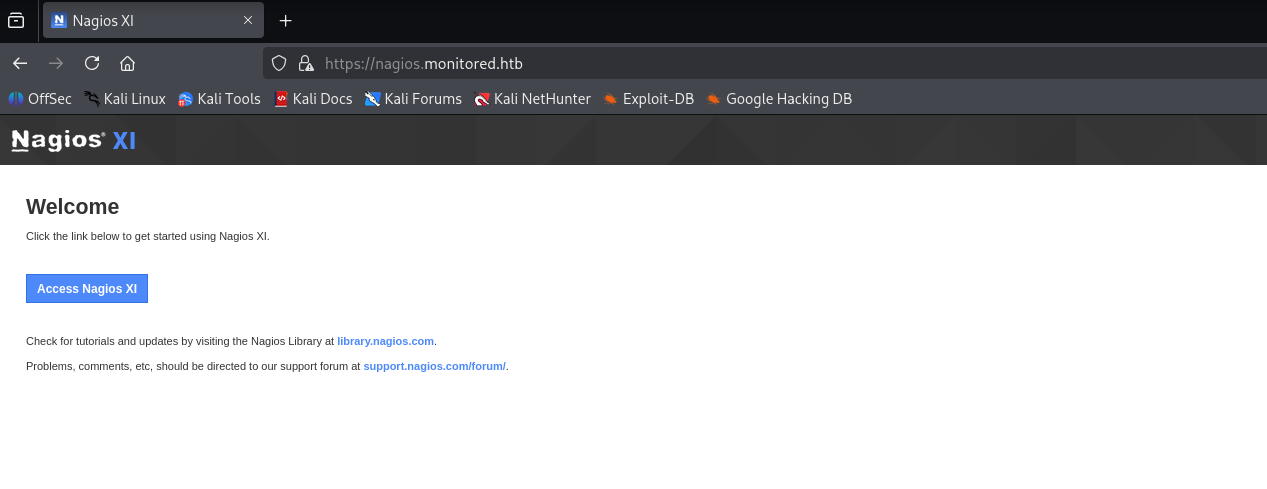 Nagios XI
https://nagios.monitored.htb
OffSec Kali Linux Kali Tools Kali Docs Kali Forums Kali NetHunter Exploit-DB Google Hacking DB
Nagios® XI
Welcome
Click the link below to get started using Nagios XI.
Access Nagios XI
Check for tutorials and updates by visiting the Nagios Library at library.nagios.com.
Problems, comments, etc, should be directed to our support forum at support.nagios.com/forum/.